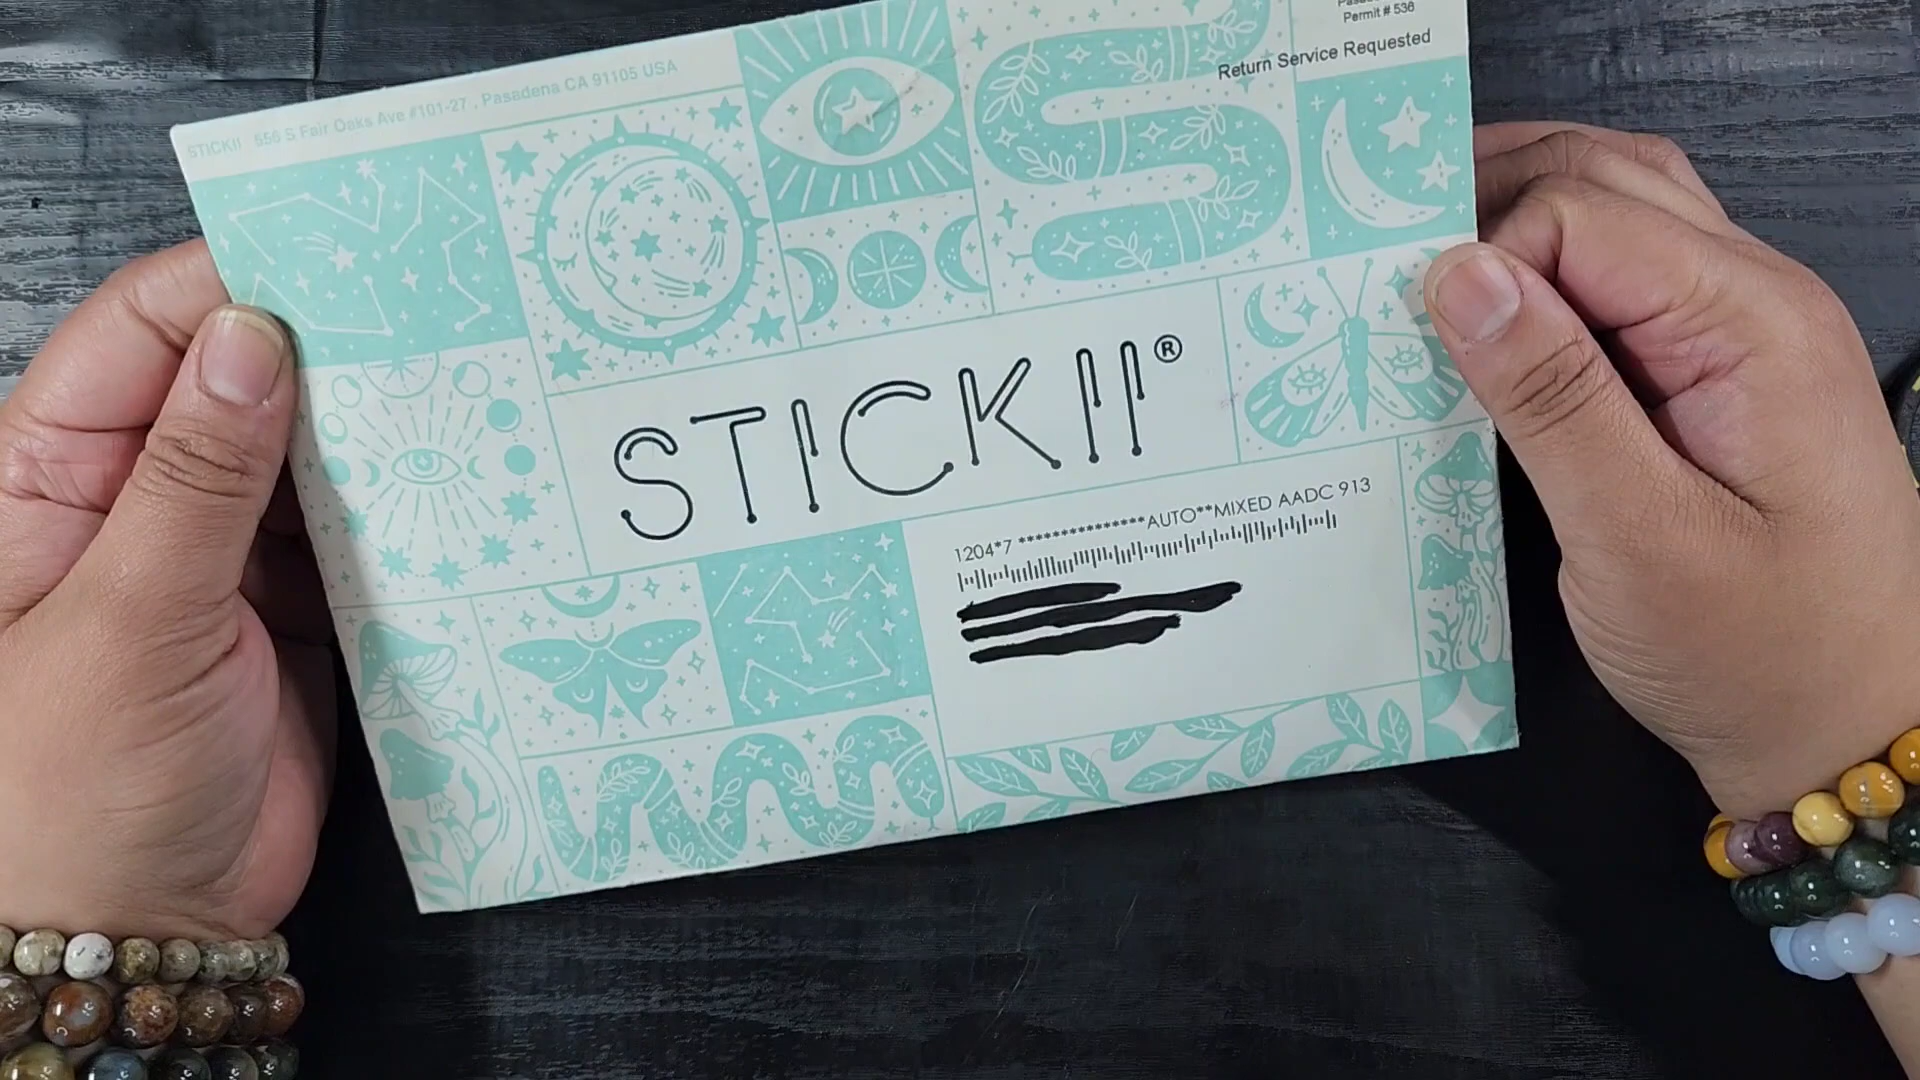 Permit # 536
Return Service Requested
STICKII 556 S Fair Oaks Ave #101-27 , Pasadena CA 91105 USA
STICKII®
1204*7 ***************AUTO**MIXED AADC 913